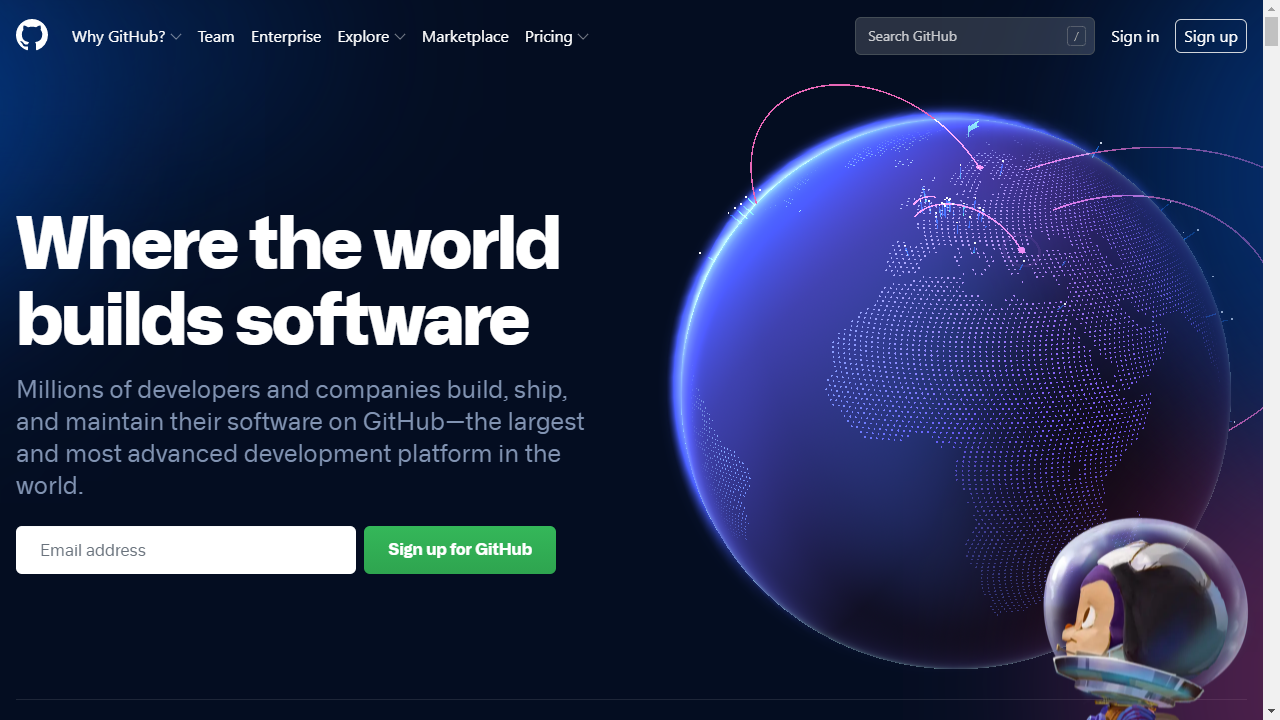 Why GitHub? Team Enterprise Explore Marketplace Pricing Search GitHub / Sign in Sign up
Where the world
builds software
Millions of developers and companies build, ship,
and maintain their software on GitHub—the largest
and most advanced development platform in the
world.
Email address Sign up for GitHub